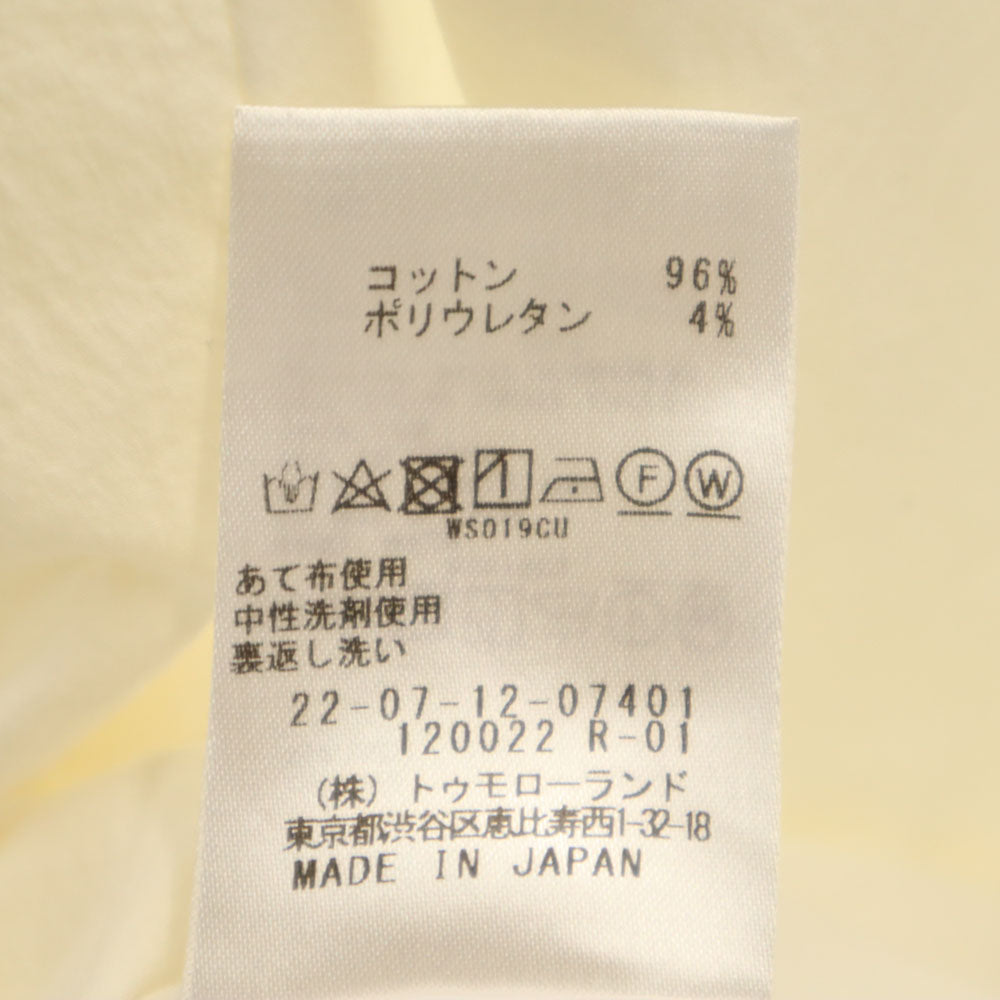 コットン 96%
ポリウレタン 4%
F W
WS019CU
あて布使用
中性洗剤使用
裏返し洗い
22-07-12-07401
120022 R-01
(株) トゥモローランド
東京都渋谷区恵比寿西1-32-18
MADE IN JAPAN